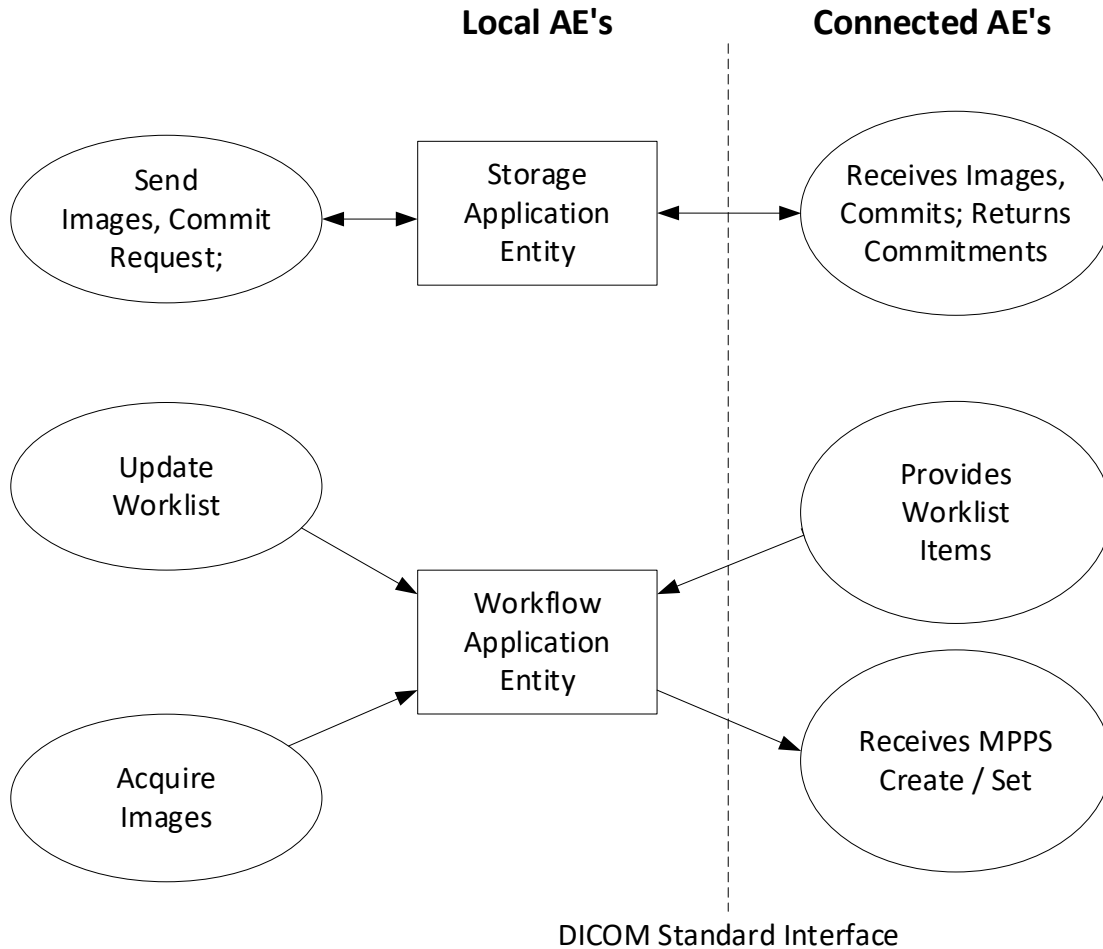 Local AE's
Connected AE's
Send
Images, Commit
Request;
Storage
Application
Entity
Receives Images,
Commits; Returns
Commitments
Update
Worklist
Provides
Worklist
Items
Workflow
Application
Entity
Acquire
Images
Receives MPPS
Create / Set
DICOM Standard Interface